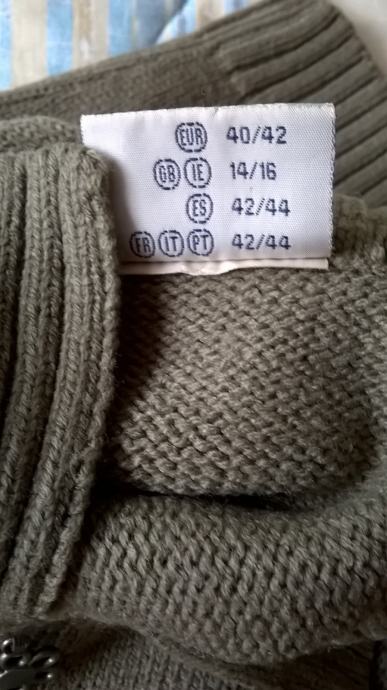 EUR 40/42
GB IE 14/16
ES 42/44
FR IT PT 42/44